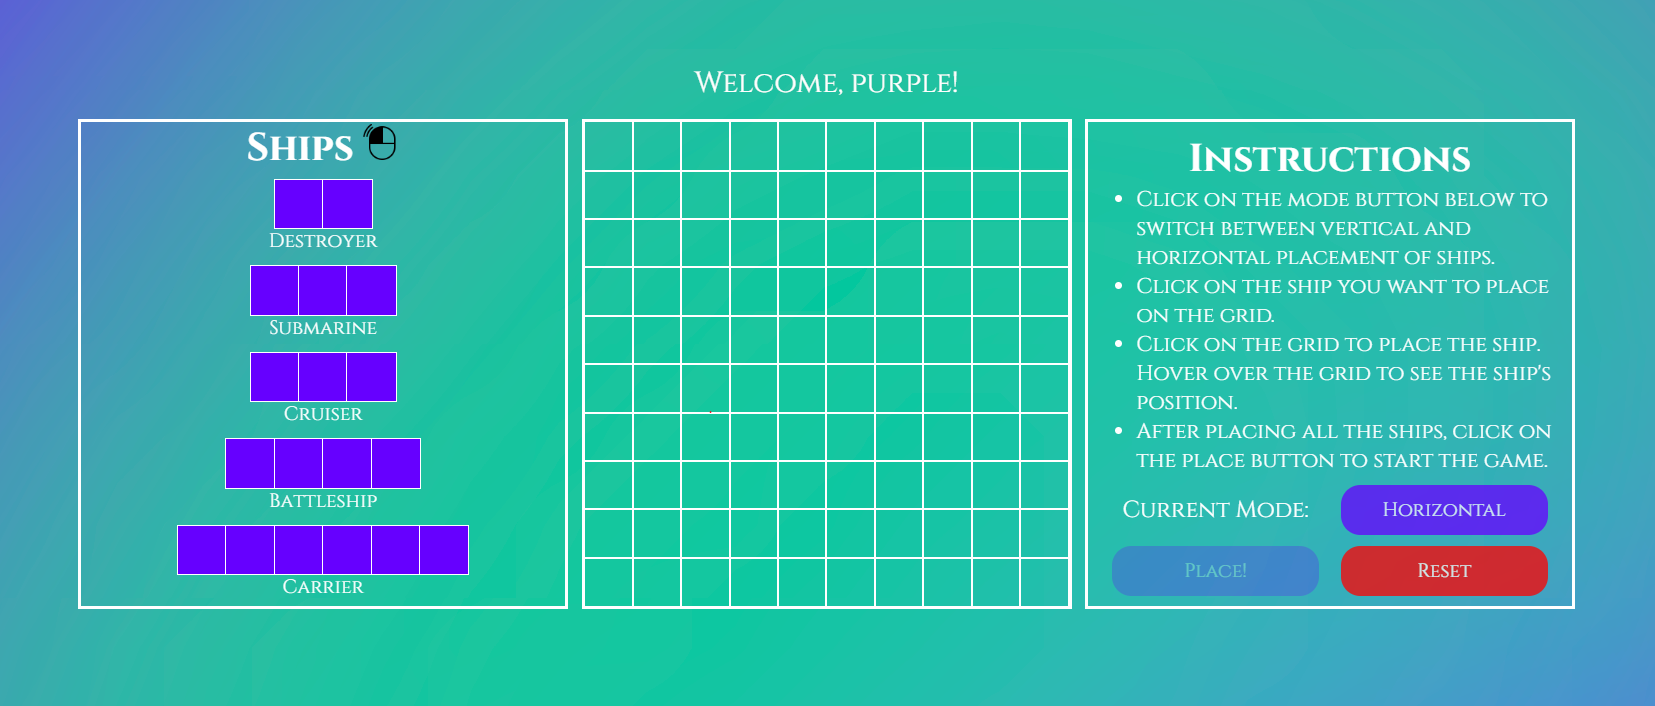 Welcome, purple!
Ships
Destroyer
Submarine
Cruiser
Battleship
Carrier
Instructions
• Click on the mode button below to
switch between vertical and
horizontal placement of ships.
• Click on the ship you want to place
on the grid.
• Click on the grid to place the ship.
Hover over the grid to see the ship's
position.
• After placing all the ships, click on
the place button to start the game.
Current Mode:
Horizontal
Place!
Reset